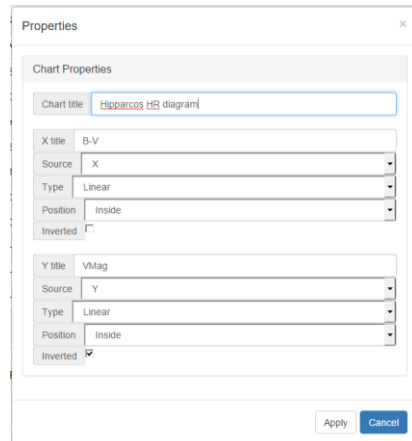 Properties ×
Chart Properties
Chart title Hipparcos HR diagram
X title B-V
Source X
Type Linear
Position Inside
Inverted
Y title VMag
Source Y
Type Linear
Position Inside
Inverted
Apply Cancel